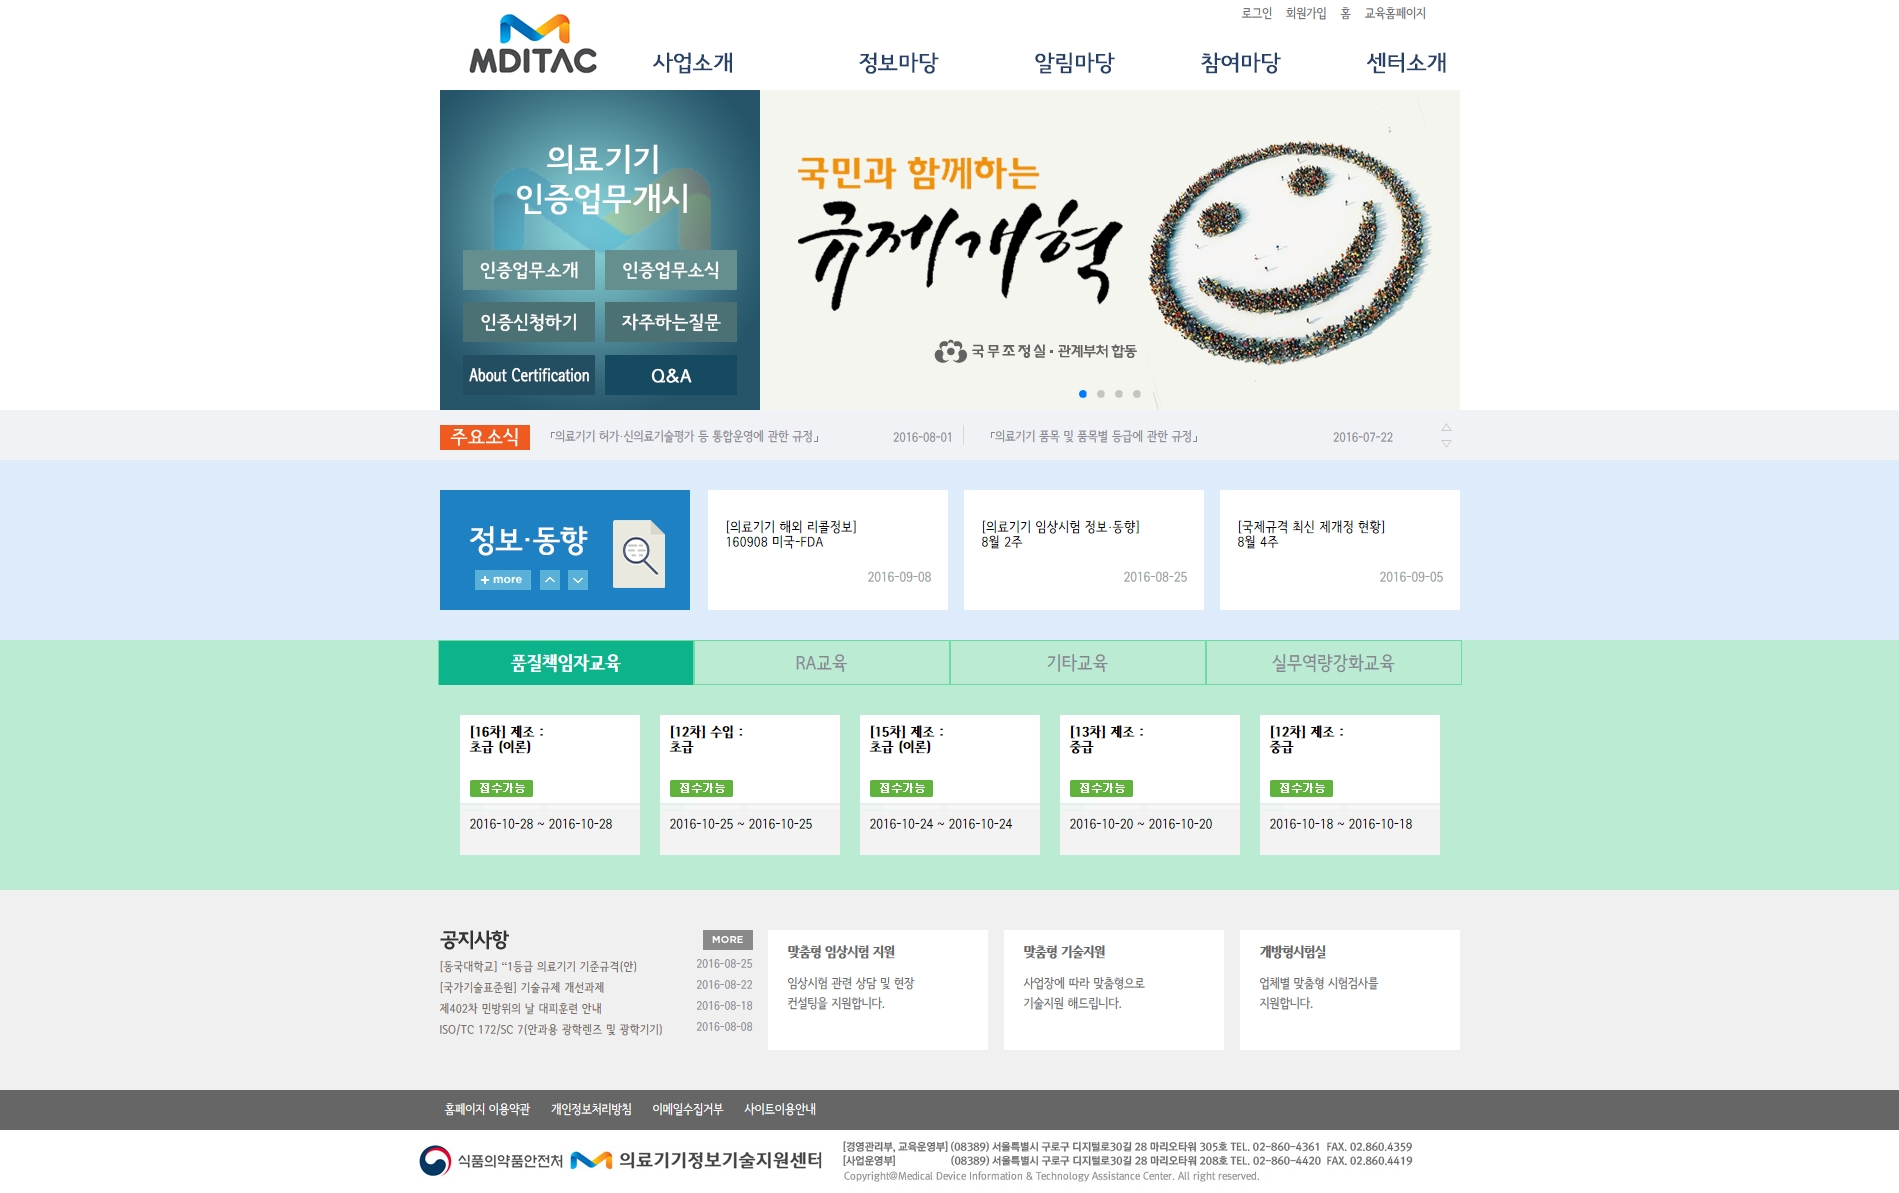 로그인 회원가입 홈 교육홈페이지
MDITAC
사업소개 정보마당 알림마당 참여마당 센터소개
의료기기
인증업무개시
인증업무소개 인증업무소식
인증신청하기 자주하는질문
About Certification Q&A
국민과 함께하는
규제개혁
국무조정실·관계부처 합동
주요소식
「의료기기 허가·신의료기술평가 등 통합운영에 관한 규정」 2016-08-01
「의료기기 품목 및 품목별 등급에 관한 규정」 2016-07-22
정보·동향
+ more
[의료기기 해외 리콜정보]
160908 미국-FDA
2016-09-08
[의료기기 임상시험 정보·동향]
8월 2주
2016-08-25
[국제규격 최신 제개정 현황]
8월 4주
2016-09-05
품질책임자교육 RA교육 기타교육 실무역량강화교육
[16차] 제조 :
초급 (이론)
접수가능
2016-10-28 ~ 2016-10-28
[12차] 수입 :
초급
접수가능
2016-10-25 ~ 2016-10-25
[15차] 제조 :
초급 (이론)
접수가능
2016-10-24 ~ 2016-10-24
[13차] 제조 :
중급
접수가능
2016-10-20 ~ 2016-10-20
[12차] 제조 :
중급
접수가능
2016-10-18 ~ 2016-10-18
공지사항 MORE
[동국대학교] “1등급 의료기기 기준규격(안) 2016-08-25
[국가기술표준원] 기술규제 개선과제 2016-08-22
제402차 민방위의 날 대피훈련 안내 2016-08-18
ISO/TC 172/SC 7(안과용 광학렌즈 및 광학기기) 2016-08-08
맞춤형 임상시험 지원
임상시험 관련 상담 및 현장
컨설팅을 지원합니다.
맞춤형 기술지원
사업장에 따라 맞춤형으로
기술지원 해드립니다.
개방형시험실
업체별 맞춤형 시험검사를
지원합니다.
홈페이지 이용약관 개인정보처리방침 이메일수집거부 사이트이용안내
식품의약품안전처 의료기기정보기술지원센터
[경영관리부, 교육운영부] (08389) 서울특별시 구로구 디지털로30길 28 마리오타워 305호 TEL. 02-860-4361 FAX. 02.860.4359
[사업운영부] (08389) 서울특별시 구로구 디지털로30길 28 마리오타워 208호 TEL. 02-860-4420 FAX. 02.860.4419
Copyright@Medical Device Information & Technology Assistance Center. All right reserved.